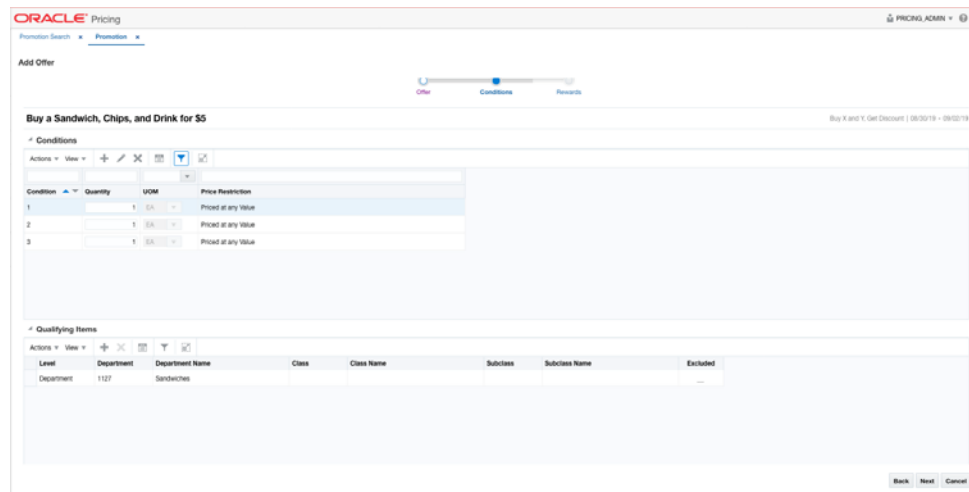 ORACLE Pricing PRICING_ADMIN
Promotion Search × Promotion ×
Add Offer
Offer Conditions Rewards
Buy a Sandwich, Chips, and Drink for $5 Buy X and Y, Get Discount | 08/30/19 – 09/02/19
Conditions
Actions View
Condition Quantity UOM Price Restriction
1 1 EA Priced at any Value
2 1 EA Priced at any Value
3 1 EA Priced at any Value
Qualifying Items
Actions View
Level Department Department Name Class Class Name Subclass Subclass Name Excluded
Department 1127 Sandwiches ...
Back Next Cancel